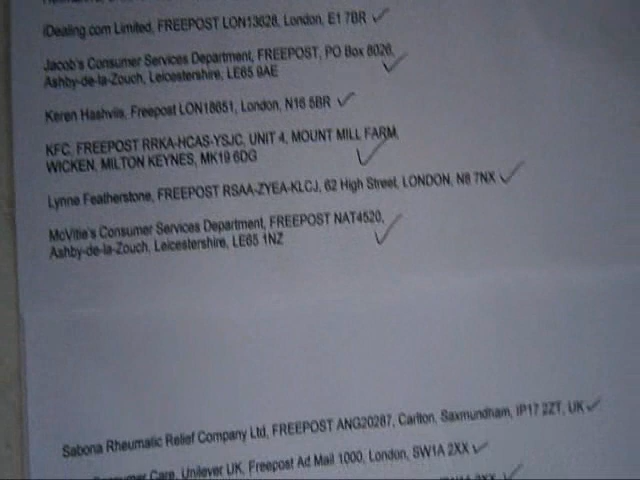 iDealing.com Limited, FREEPOST LON13628, London, E1 7BR
Jacob's Consumer Services Department, FREEPOST, PO Box 8026,
Ashby-de-la-Zouch, Leicestershire, LE65 9AE
Keren Hashviis, Freepost LON18651, London, N16 5BR
KFC, FREEPOST RRKA-HCAS-YSJC, UNIT 4, MOUNT MILL FARM,
WICKEN, MILTON KEYNES, MK19 6DG
Lynne Featherstone, FREEPOST RSAA-ZYEA-KLCJ, 62 High Street, LONDON, N8 7NX
McVitie's Consumer Services Department, FREEPOST NAT4520,
Ashby-de-la-Zouch, Leicestershire, LE65 1NZ
Sabona Rheumatic Relief Company Ltd, FREEPOST ANG20287, Carlton, Saxmundham, IP17 2ZT, UK
Care, Unilever UK, Freepost Ad Mail 1000, London, SW1A 2XX